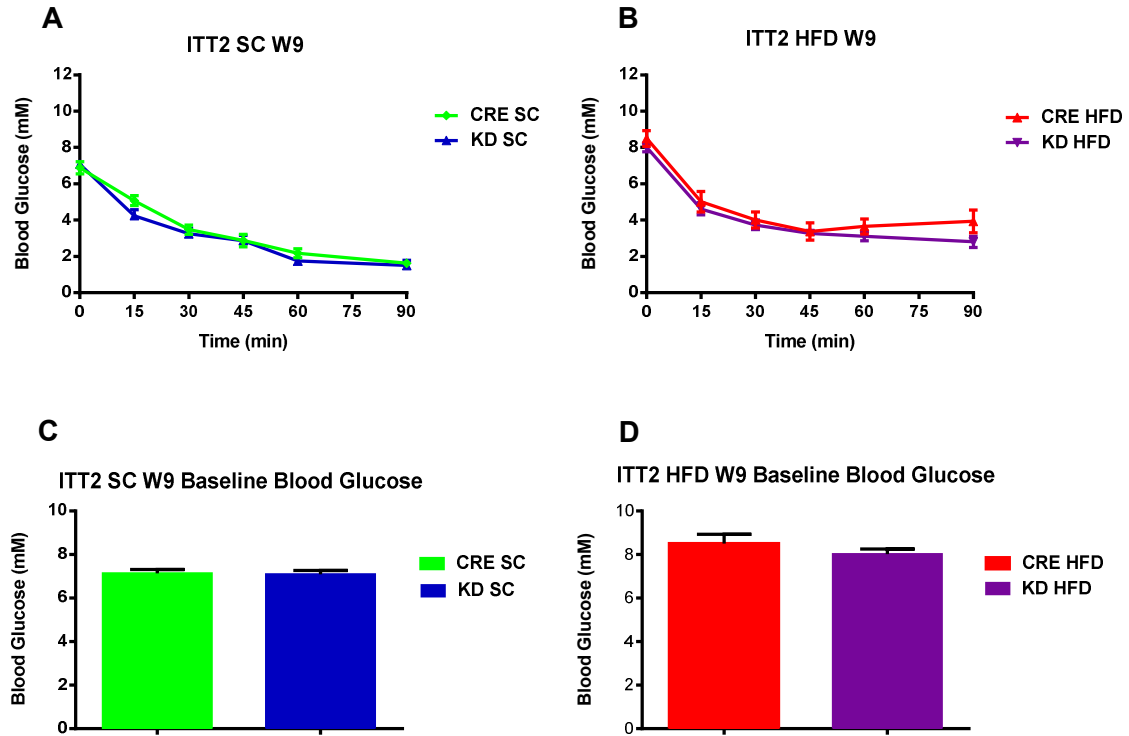 A
ITT2 SC W9
Blood Glucose (mM)
12
10
8
6
4
2
0
0 15 30 45 60 75 90
Time (min)
CRE SC
KD SC
B
ITT2 HFD W9
Blood Glucose (mM)
12
10
8
6
4
2
0
0 15 30 45 60 75 90
Time (min)
CRE HFD
KD HFD
C
ITT2 SC W9 Baseline Blood Glucose
Blood Glucose (mM)
10
8
6
4
2
0
CRE SC
KD SC
D
ITT2 HFD W9 Baseline Blood Glucose
Blood Glucose (mM)
10
8
6
4
2
0
CRE HFD
KD HFD